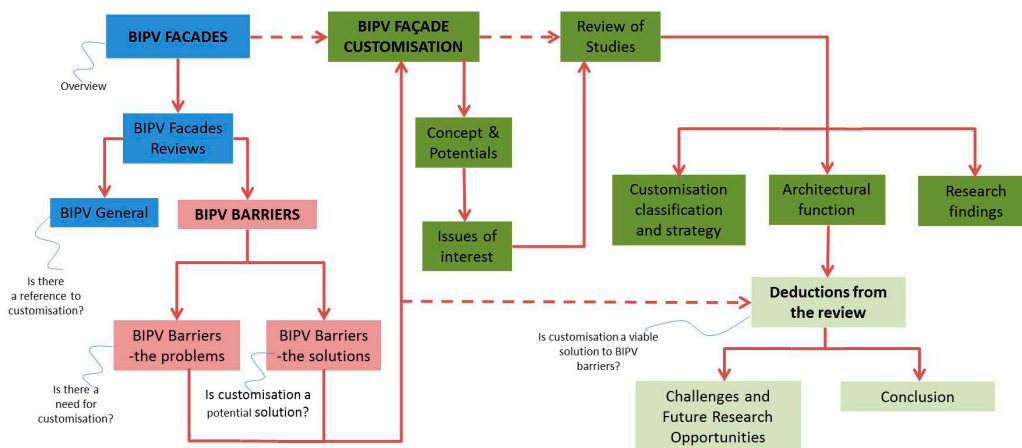 BIPV FACADES
BIPV FAÇADE
CUSTOMISATION
Review of
Studies
Overview
BIPV Facades
Reviews
Concept &
Potentials
BIPV General
BIPV BARRIERS
Customisation
classification
and strategy
Architectural
function
Research
findings
Issues of
interest
Is there
a reference to
customisation?
Deductions from
the review
BIPV Barriers
-the problems
BIPV Barriers
-the solutions
Is customisation a viable
solution to BIPV
barriers?
Is there a
need for
customisation?
Is customisation a
potential solution?
Challenges and
Future Research
Opportunities
Conclusion